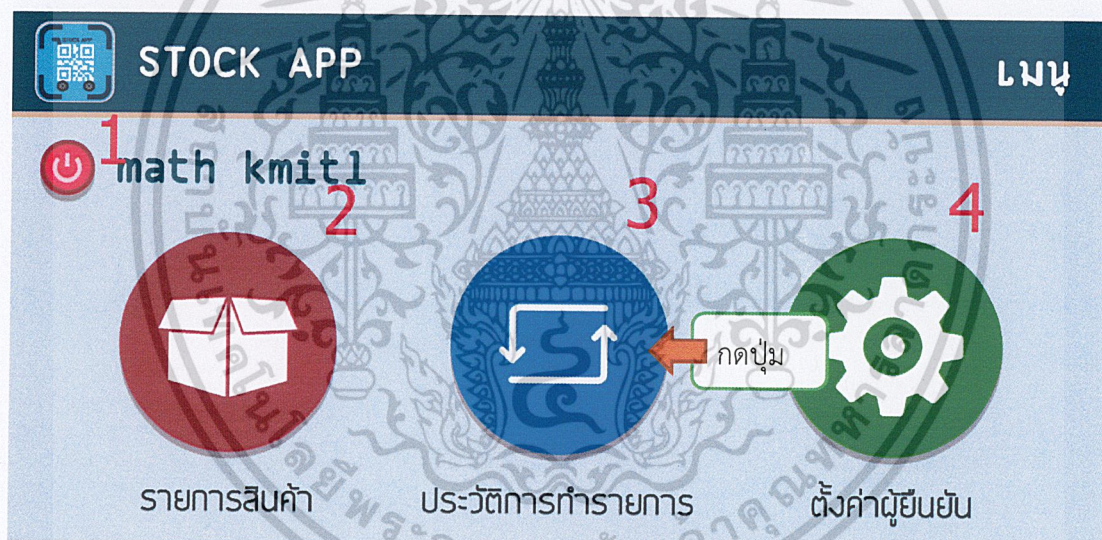 STOCK APP
เมนู
1
math kmitl
2
3
4
กดปุ่ม
รายการสินค้า
ประวัติการทำรายการ
ตั้งค่าผู้ยืนยัน